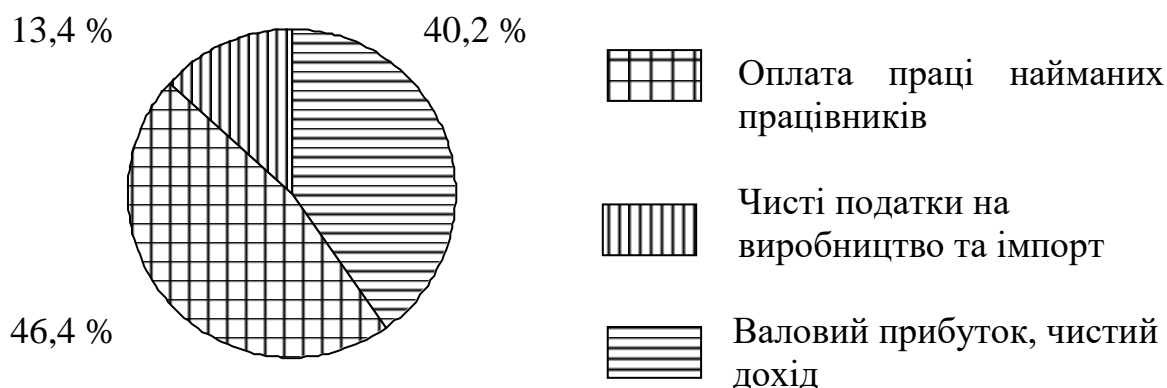 13,4 %
40,2 %
46,4 %
Оплата праці найманих
працівників
Чисті податки на
виробництво та імпорт
Валовий прибуток, чистий
дохід